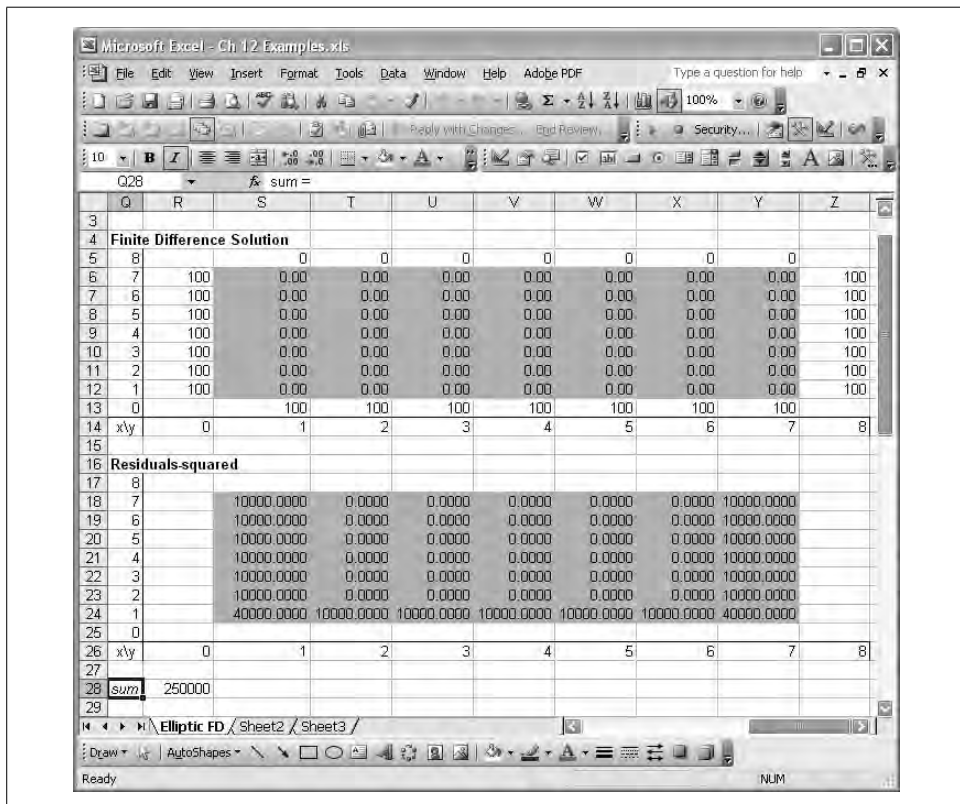 Microsoft Excel - Ch 12 Examples.xls
File Edit View Insert Format Tools Data Window Help Adobe PDF Type a question for help
100%
Reply with Changes... End Review... Security...
10 B I A A
Q28 fx sum =
Q R S T U V W X Y Z
3
4 Finite Difference Solution
5 8 0 0 0 0 0 0 0
6 7 100 0.00 0.00 0.00 0.00 0.00 0.00 0.00 100
7 6 100 0.00 0.00 0.00 0.00 0.00 0.00 0.00 100
8 5 100 0.00 0.00 0.00 0.00 0.00 0.00 0.00 100
9 4 100 0.00 0.00 0.00 0.00 0.00 0.00 0.00 100
10 3 100 0.00 0.00 0.00 0.00 0.00 0.00 0.00 100
11 2 100 0.00 0.00 0.00 0.00 0.00 0.00 0.00 100
12 1 100 0.00 0.00 0.00 0.00 0.00 0.00 0.00 100
13 0 100 100 100 100 100 100 100
14 x\y 0 1 2 3 4 5 6 7 8
15
16 Residuals-squared
17 8
18 7 10000.0000 0.0000 0.0000 0.0000 0.0000 0.0000 10000.0000
19 6 10000.0000 0.0000 0.0000 0.0000 0.0000 0.0000 10000.0000
20 5 10000.0000 0.0000 0.0000 0.0000 0.0000 0.0000 10000.0000
21 4 10000.0000 0.0000 0.0000 0.0000 0.0000 0.0000 10000.0000
22 3 10000.0000 0.0000 0.0000 0.0000 0.0000 0.0000 10000.0000
23 2 10000.0000 0.0000 0.0000 0.0000 0.0000 0.0000 10000.0000
24 1 40000.0000 10000.0000 10000.0000 10000.0000 10000.0000 10000.0000 40000.0000
25 0
26 x\y 0 1 2 3 4 5 6 7 8
27
28 sum 250000
29
Elliptic FD / Sheet2 / Sheet3 /
Draw AutoShapes
Ready NUM